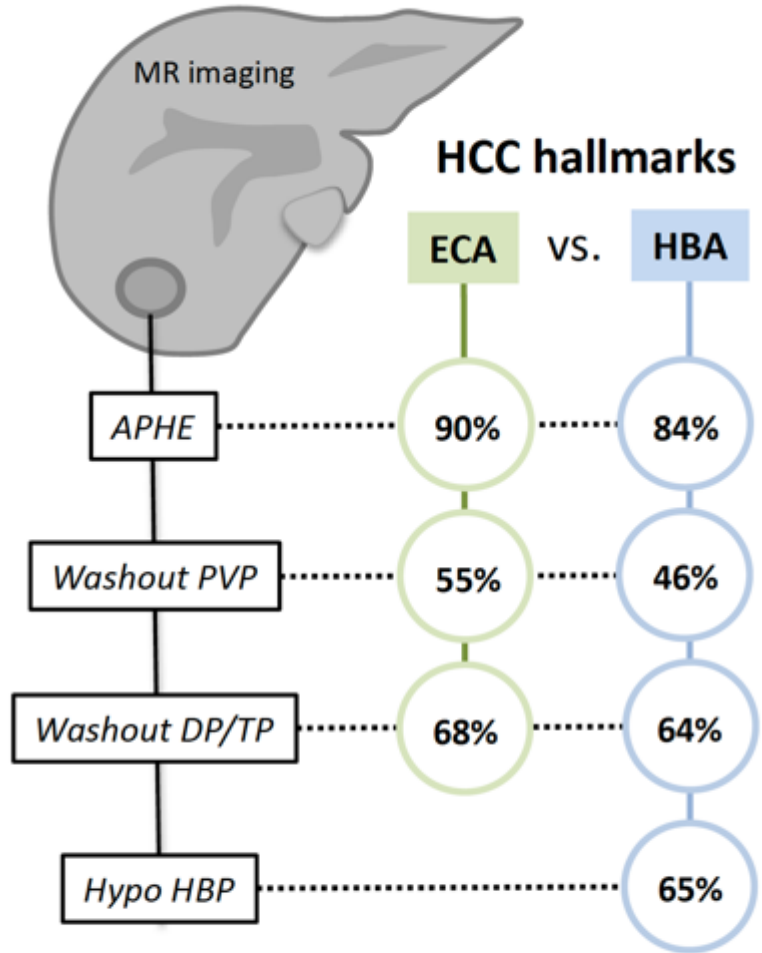 MR imaging
HCC hallmarks
ECA vs. HBA
APHE 90% 84%
Washout PVP 55% 46%
Washout DP/TP 68% 64%
Hypo HBP 65%